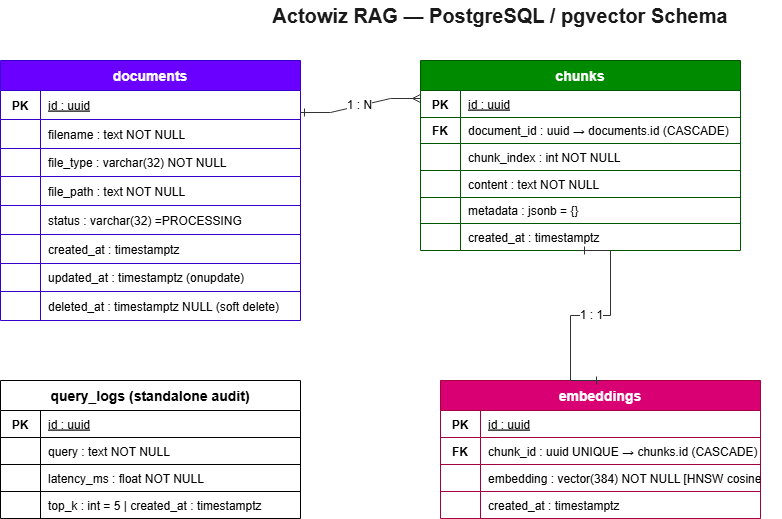 Actowiz RAG — PostgreSQL / pgvector Schema
documents
PK id : uuid
filename : text NOT NULL
file_type : varchar(32) NOT NULL
file_path : text NOT NULL
status : varchar(32) =PROCESSING
created_at : timestamptz
updated_at : timestamptz (onupdate)
deleted_at : timestamptz NULL (soft delete)
1 : N
chunks
PK id : uuid
FK document_id : uuid → documents.id (CASCADE)
chunk_index : int NOT NULL
content : text NOT NULL
metadata : jsonb = {}
created_at : timestamptz
1 : 1
query_logs (standalone audit)
PK id : uuid
query : text NOT NULL
latency_ms : float NOT NULL
top_k : int = 5 | created_at : timestamptz
embeddings
PK id : uuid
FK chunk_id : uuid UNIQUE → chunks.id (CASCADE)
embedding : vector(384) NOT NULL [HNSW cosine
created_at : timestamptz